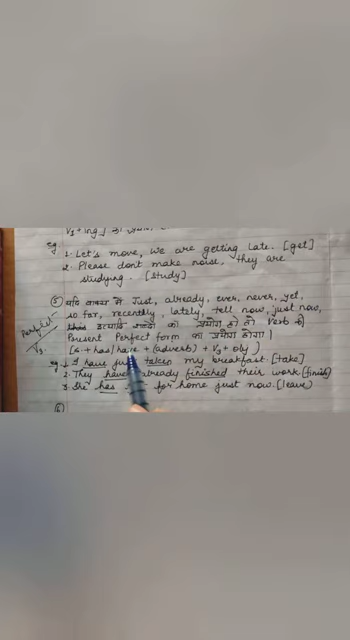 V₁ + ing
eg 1. Let's move, we are getting late. [get]
2. Please don't make noise, they are
studying. [study]
⑤ यदि वाक्य में Just, already, ever, never, yet,
so far, recently, lately, tell now, just now,
इत्यादि शब्दों का प्रयोग हो तो Verb की
Present Perfect form का प्रयोग होगा।
Perfect
V₃
[S. + has/have + (adverb) + V₃ + obj)
eg 1. I have just taken my breakfast. [take]
2. They have already finished their work. (finish)
3. She has for home just now. (leave)
⑥